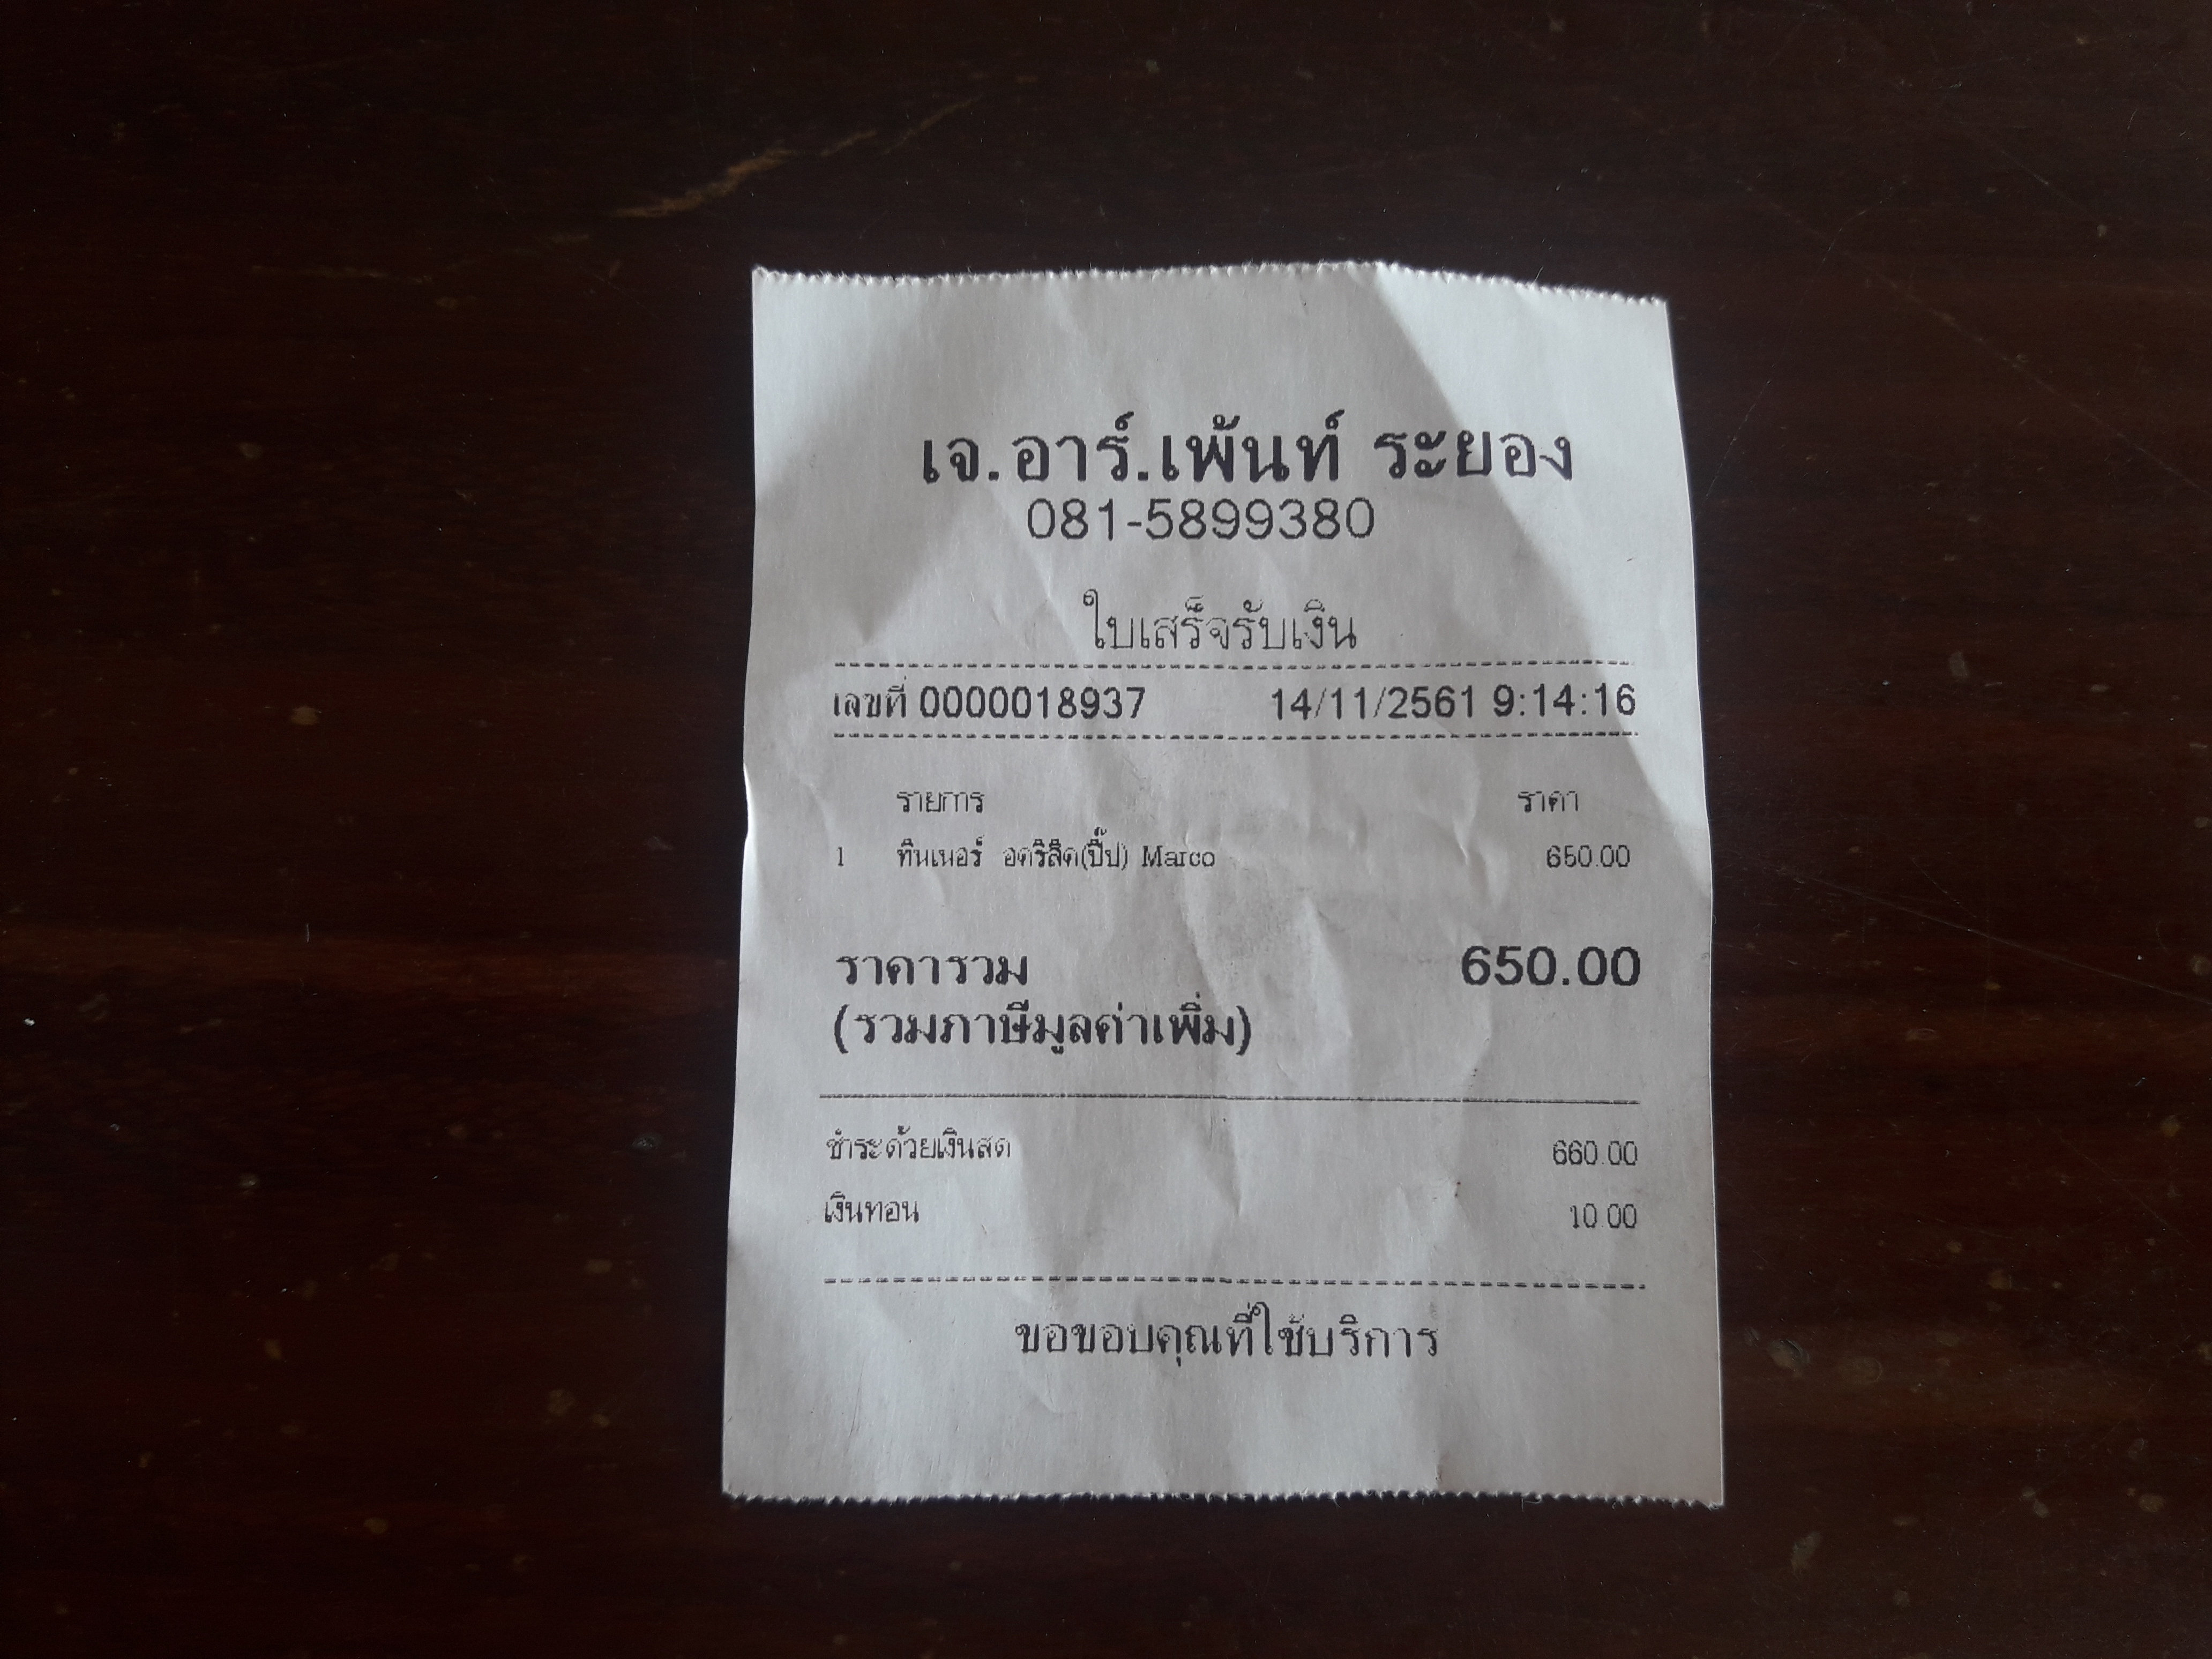 เจ.อาร์.เพ้นท์ ระยอง
081-5899380
ใบเสร็จรับเงิน
เลขที่ 0000018937 14/11/2561 9:14:16
รายการ ราคา
1 ทินเนอร์ อคริลิค(ปี๊ป) Marco 650.00
ราคารวม 650.00
(รวมภาษีมูลค่าเพิ่ม)
ชำระด้วยเงินสด 660.00
เงินทอน 10.00
ขอขอบคุณที่ใช้บริการ